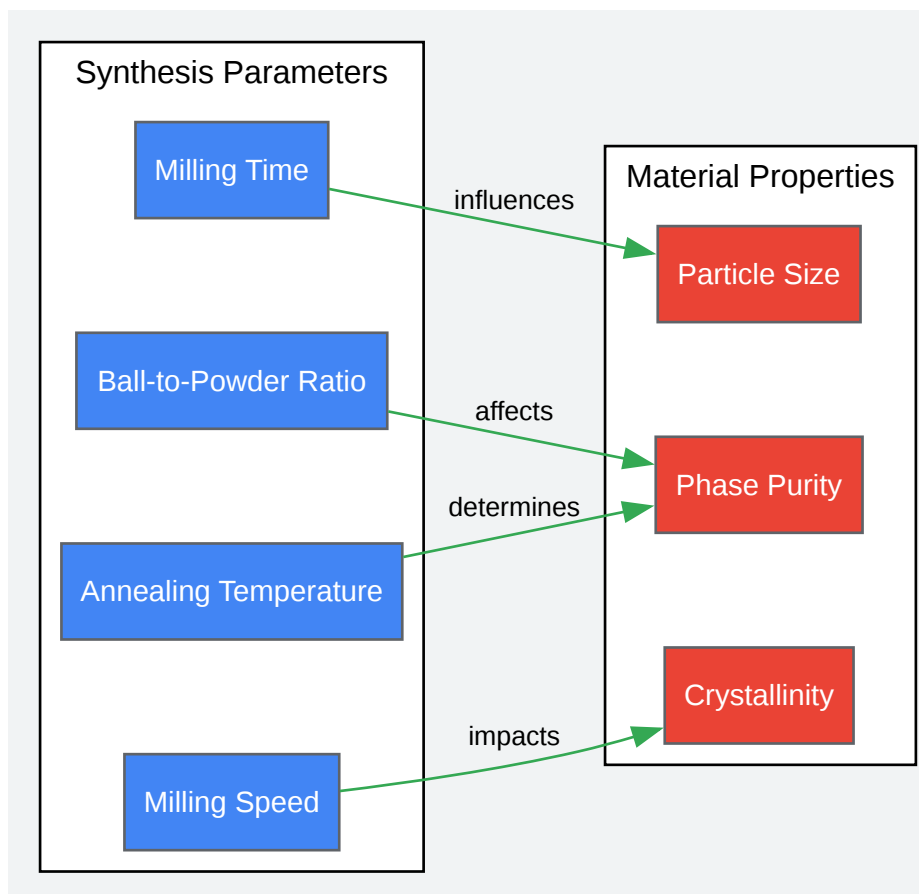 Synthesis Parameters
Milling Time
influences
Material Properties
Particle Size
Ball-to-Powder Ratio
affects
Phase Purity
determines
Annealing Temperature
Crystallinity
impacts
Milling Speed